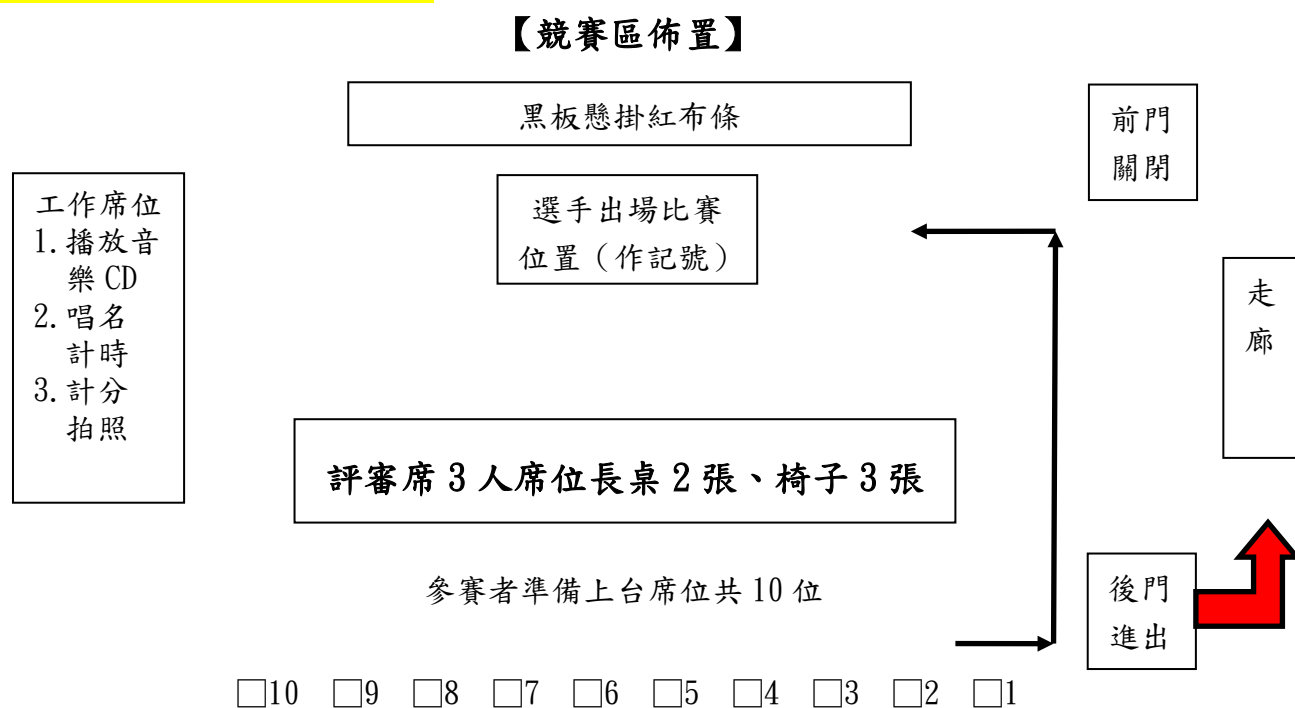 【競賽區佈置】
黑板懸掛紅布條
前門
關閉
工作席位
1.播放音
樂 CD
2.唱名
計時
3.計分
拍照
選手出場比賽
位置（作記號）
走
廊
評審席 3 人席位長桌 2 張、椅子 3 張
參賽者準備上台席位共 10 位
後門
進出
□10 □9 □8 □7 □6 □5 □4 □3 □2 □1